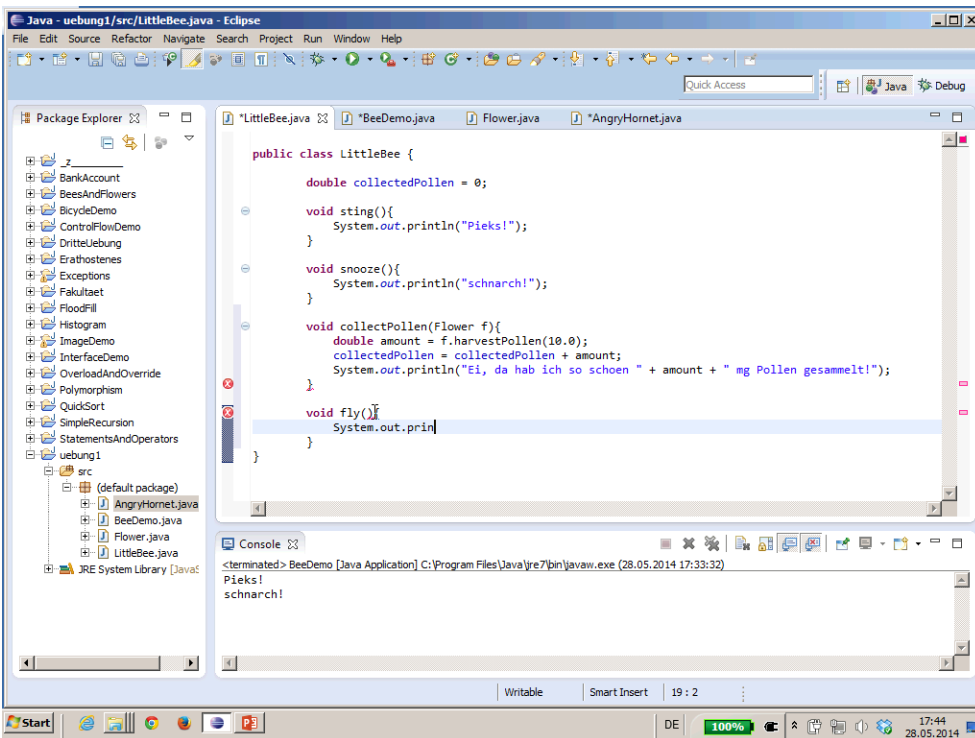 Java - uebung1/src/LittleBee.java - Eclipse
File Edit Source Refactor Navigate Search Project Run Window Help
Quick Access
Java
Debug
Package Explorer
_z________
BankAccount
BeesAndFlowers
BicycleDemo
ControlFlowDemo
DritteUebung
Erathostenes
Exceptions
Fakultaet
FloodFill
Histogram
ImageDemo
InterfaceDemo
OverloadAndOverride
Polymorphism
QuickSort
SimpleRecursion
StatementsAndOperators
uebung1
src
(default package)
AngryHornet.java
BeeDemo.java
Flower.java
LittleBee.java
JRE System Library [JavaS
*LittleBee.java *BeeDemo.java Flower.java *AngryHornet.java
public class LittleBee {
double collectedPollen = 0;
void sting(){
System.out.println("Pieks!");
}
void snooze(){
System.out.println("schnarch!");
}
void collectPollen(Flower f){
double amount = f.harvestPollen(10.0);
collectedPollen = collectedPollen + amount;
System.out.println("Ei, da hab ich so schoen " + amount + " mg Pollen gesammelt!");
}
void fly(){
System.out.prin
}
}
Console
<terminated> BeeDemo [Java Application] C:\Program Files\Java\jre7\bin\javaw.exe (28.05.2014 17:33:32)
Pieks!
schnarch!
Writable Smart Insert 19 : 2
Start
DE
100%
17:44
28.05.2014